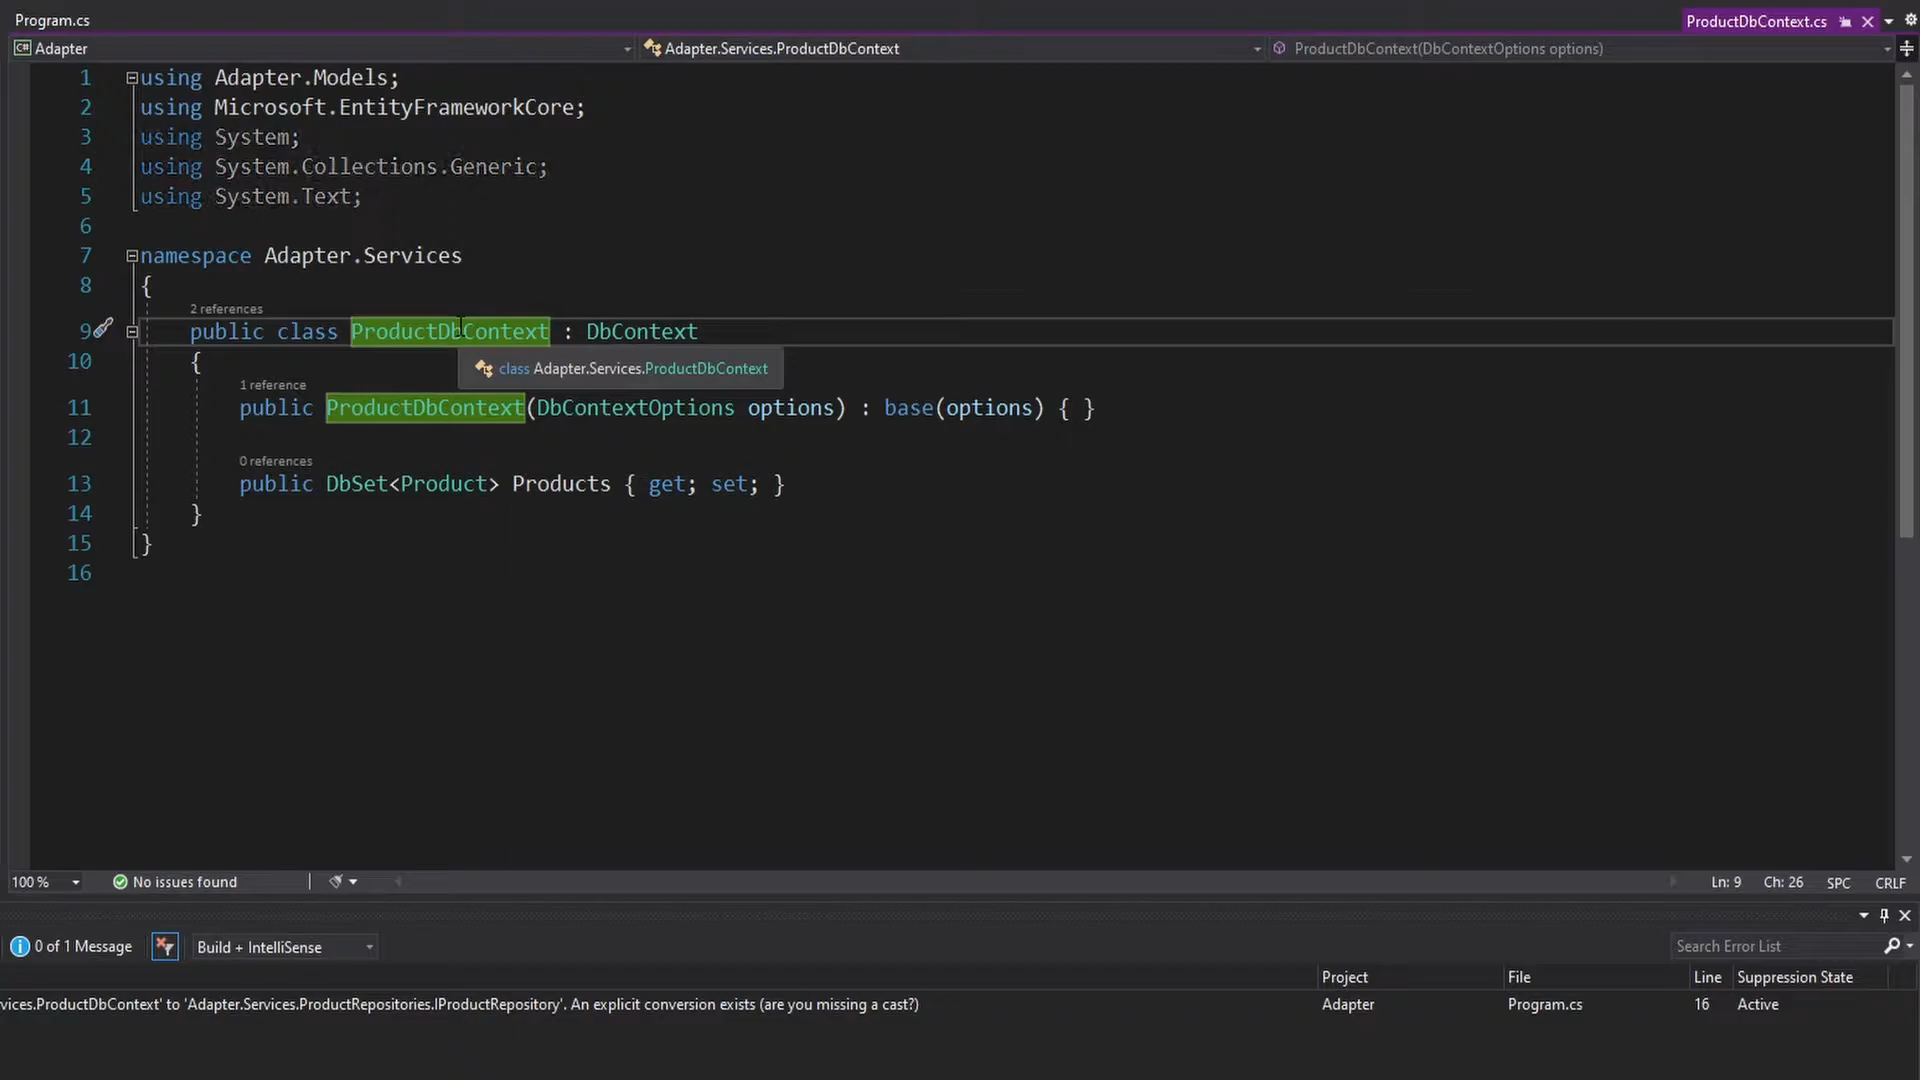 Program.cs
ProductDbContext.cs
C# Adapter
Adapter.Services.ProductDbContext
ProductDbContext(DbContextOptions options)
1 using Adapter.Models;
2 using Microsoft.EntityFrameworkCore;
3 using System;
4 using System.Collections.Generic;
5 using System.Text;
6
7 namespace Adapter.Services
8 {
2 references
9 public class ProductDbContext : DbContext
class Adapter.Services.ProductDbContext
10 {
1 reference
11 public ProductDbContext(DbContextOptions options) : base(options) { }
12
0 references
13 public DbSet<Product> Products { get; set; }
14 }
15 }
16
100 %
No issues found
Ln: 9 Ch: 26 SPC CRLF
0 of 1 Message
Build + IntelliSense
Search Error List
Project File Line Suppression State
vices.ProductDbContext' to 'Adapter.Services.ProductRepositories.IProductRepository'. An explicit conversion exists (are you missing a cast?) Adapter Program.cs 16 Active